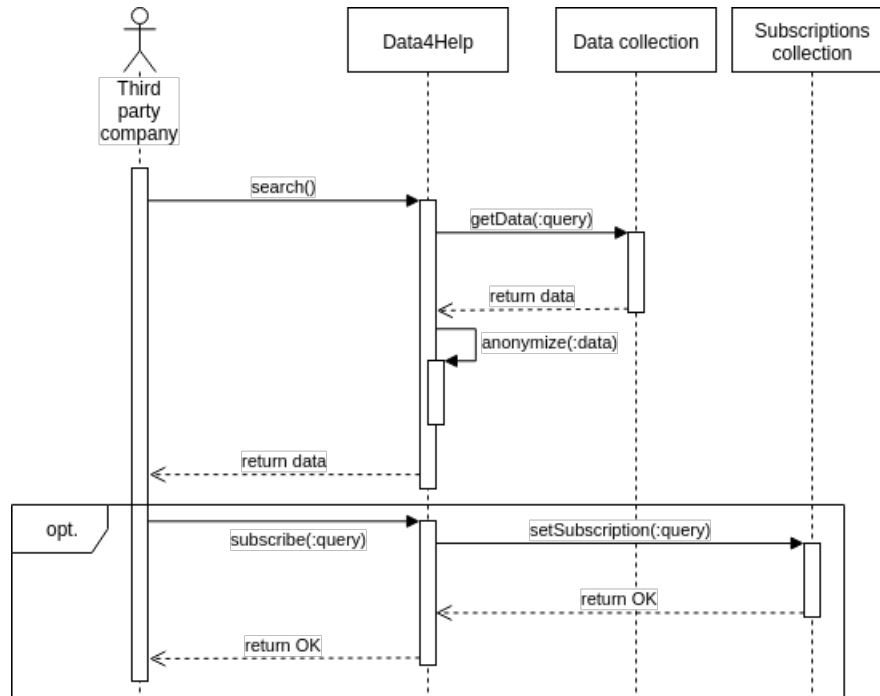 Third
party
company
Data4Help
Data collection
Subscriptions
collection
search()
getData(:query)
return data
anonymize(:data)
return data
opt.
subscribe(:query)
setSubscription(:query)
return OK
return OK